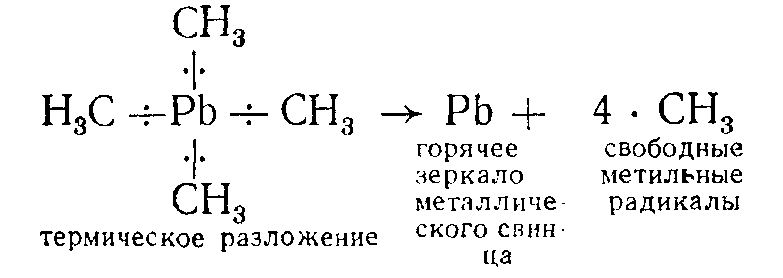 CH₃
H₃C ÷ Pb ÷ CH₃ → Pb + 4 · CH₃
CH₃
термическое разложение
горячее
зеркало
металличе-
ского свин-
ца
свободные
метильные
радикалы